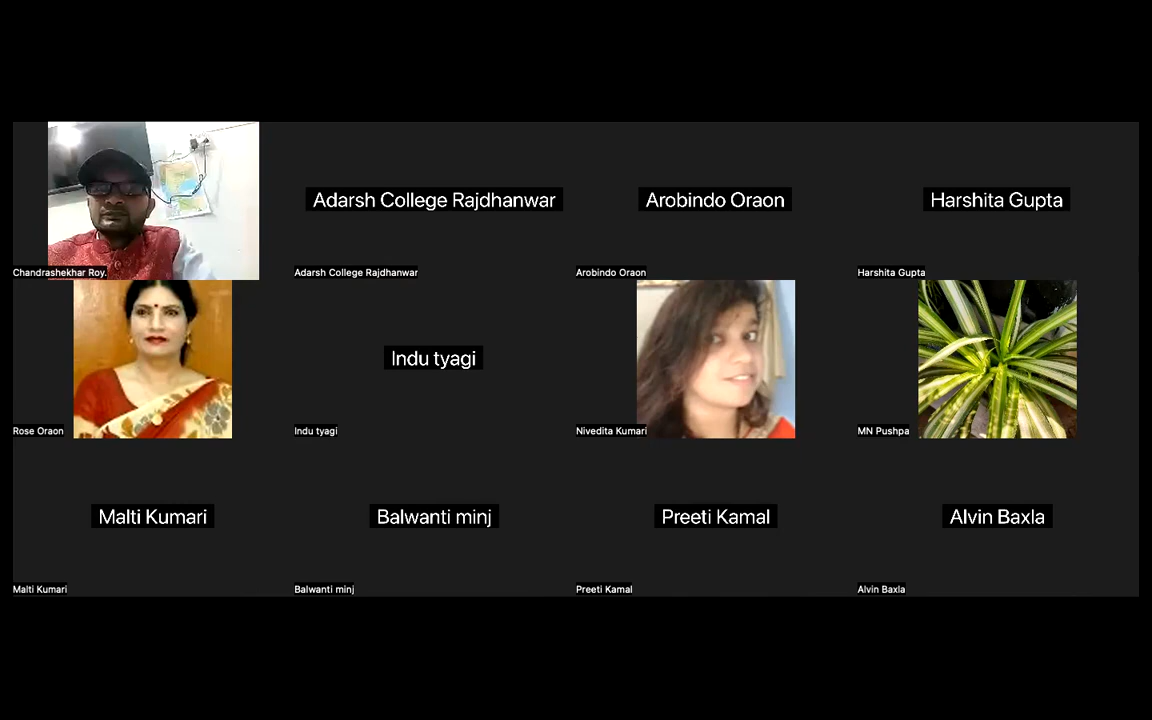 Adarsh College Rajdhanwar
Arobindo Oraon
Harshita Gupta
Chandrashekhar Roy.
Adarsh College Rajdhanwar
Arobindo Oraon
Harshita Gupta
Indu tyagi
Rose Oraon
Indu tyagi
Nivedita Kumari
MN Pushpa
Malti Kumari
Balwanti minj
Preeti Kamal
Alvin Baxla
Malti Kumari
Balwanti minj
Preeti Kamal
Alvin Baxla